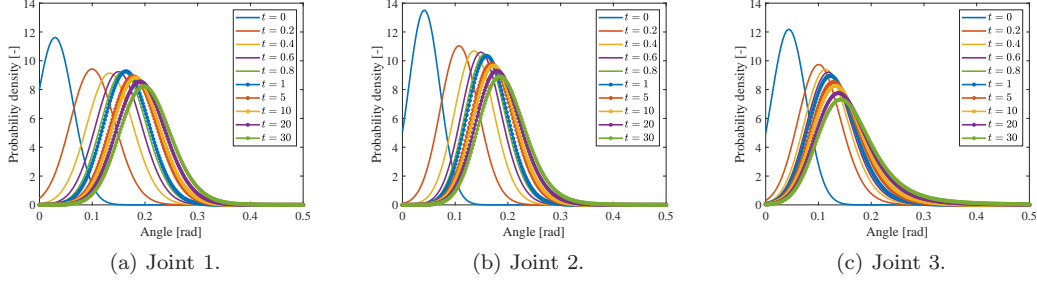 14
12
10
8
6
4
2
0
Probability density [-]
0
0.1
0.2
0.3
0.4
0.5
Angle [rad]
t = 0
t = 0.2
t = 0.4
t = 0.6
t = 0.8
t = 1
t = 5
t = 10
t = 20
t = 30
(a) Joint 1.
14
12
10
8
6
4
2
0
Probability density [-]
0
0.1
0.2
0.3
0.4
0.5
Angle [rad]
t = 0
t = 0.2
t = 0.4
t = 0.6
t = 0.8
t = 1
t = 5
t = 10
t = 20
t = 30
(b) Joint 2.
14
12
10
8
6
4
2
0
Probability density [-]
0
0.1
0.2
0.3
0.4
0.5
Angle [rad]
t = 0
t = 0.2
t = 0.4
t = 0.6
t = 0.8
t = 1
t = 5
t = 10
t = 20
t = 30
(c) Joint 3.